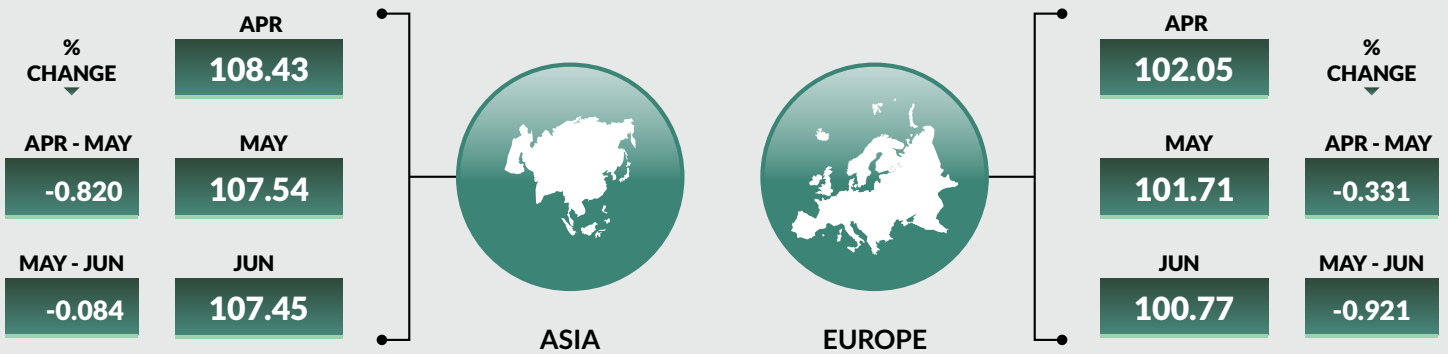 %
CHANGE
APR
108.43
APR - MAY
-0.820
MAY
107.54
MAY - JUN
-0.084
JUN
107.45
ASIA
EUROPE
APR
102.05
%
CHANGE
MAY
101.71
APR - MAY
-0.331
JUN
100.77
MAY - JUN
-0.921